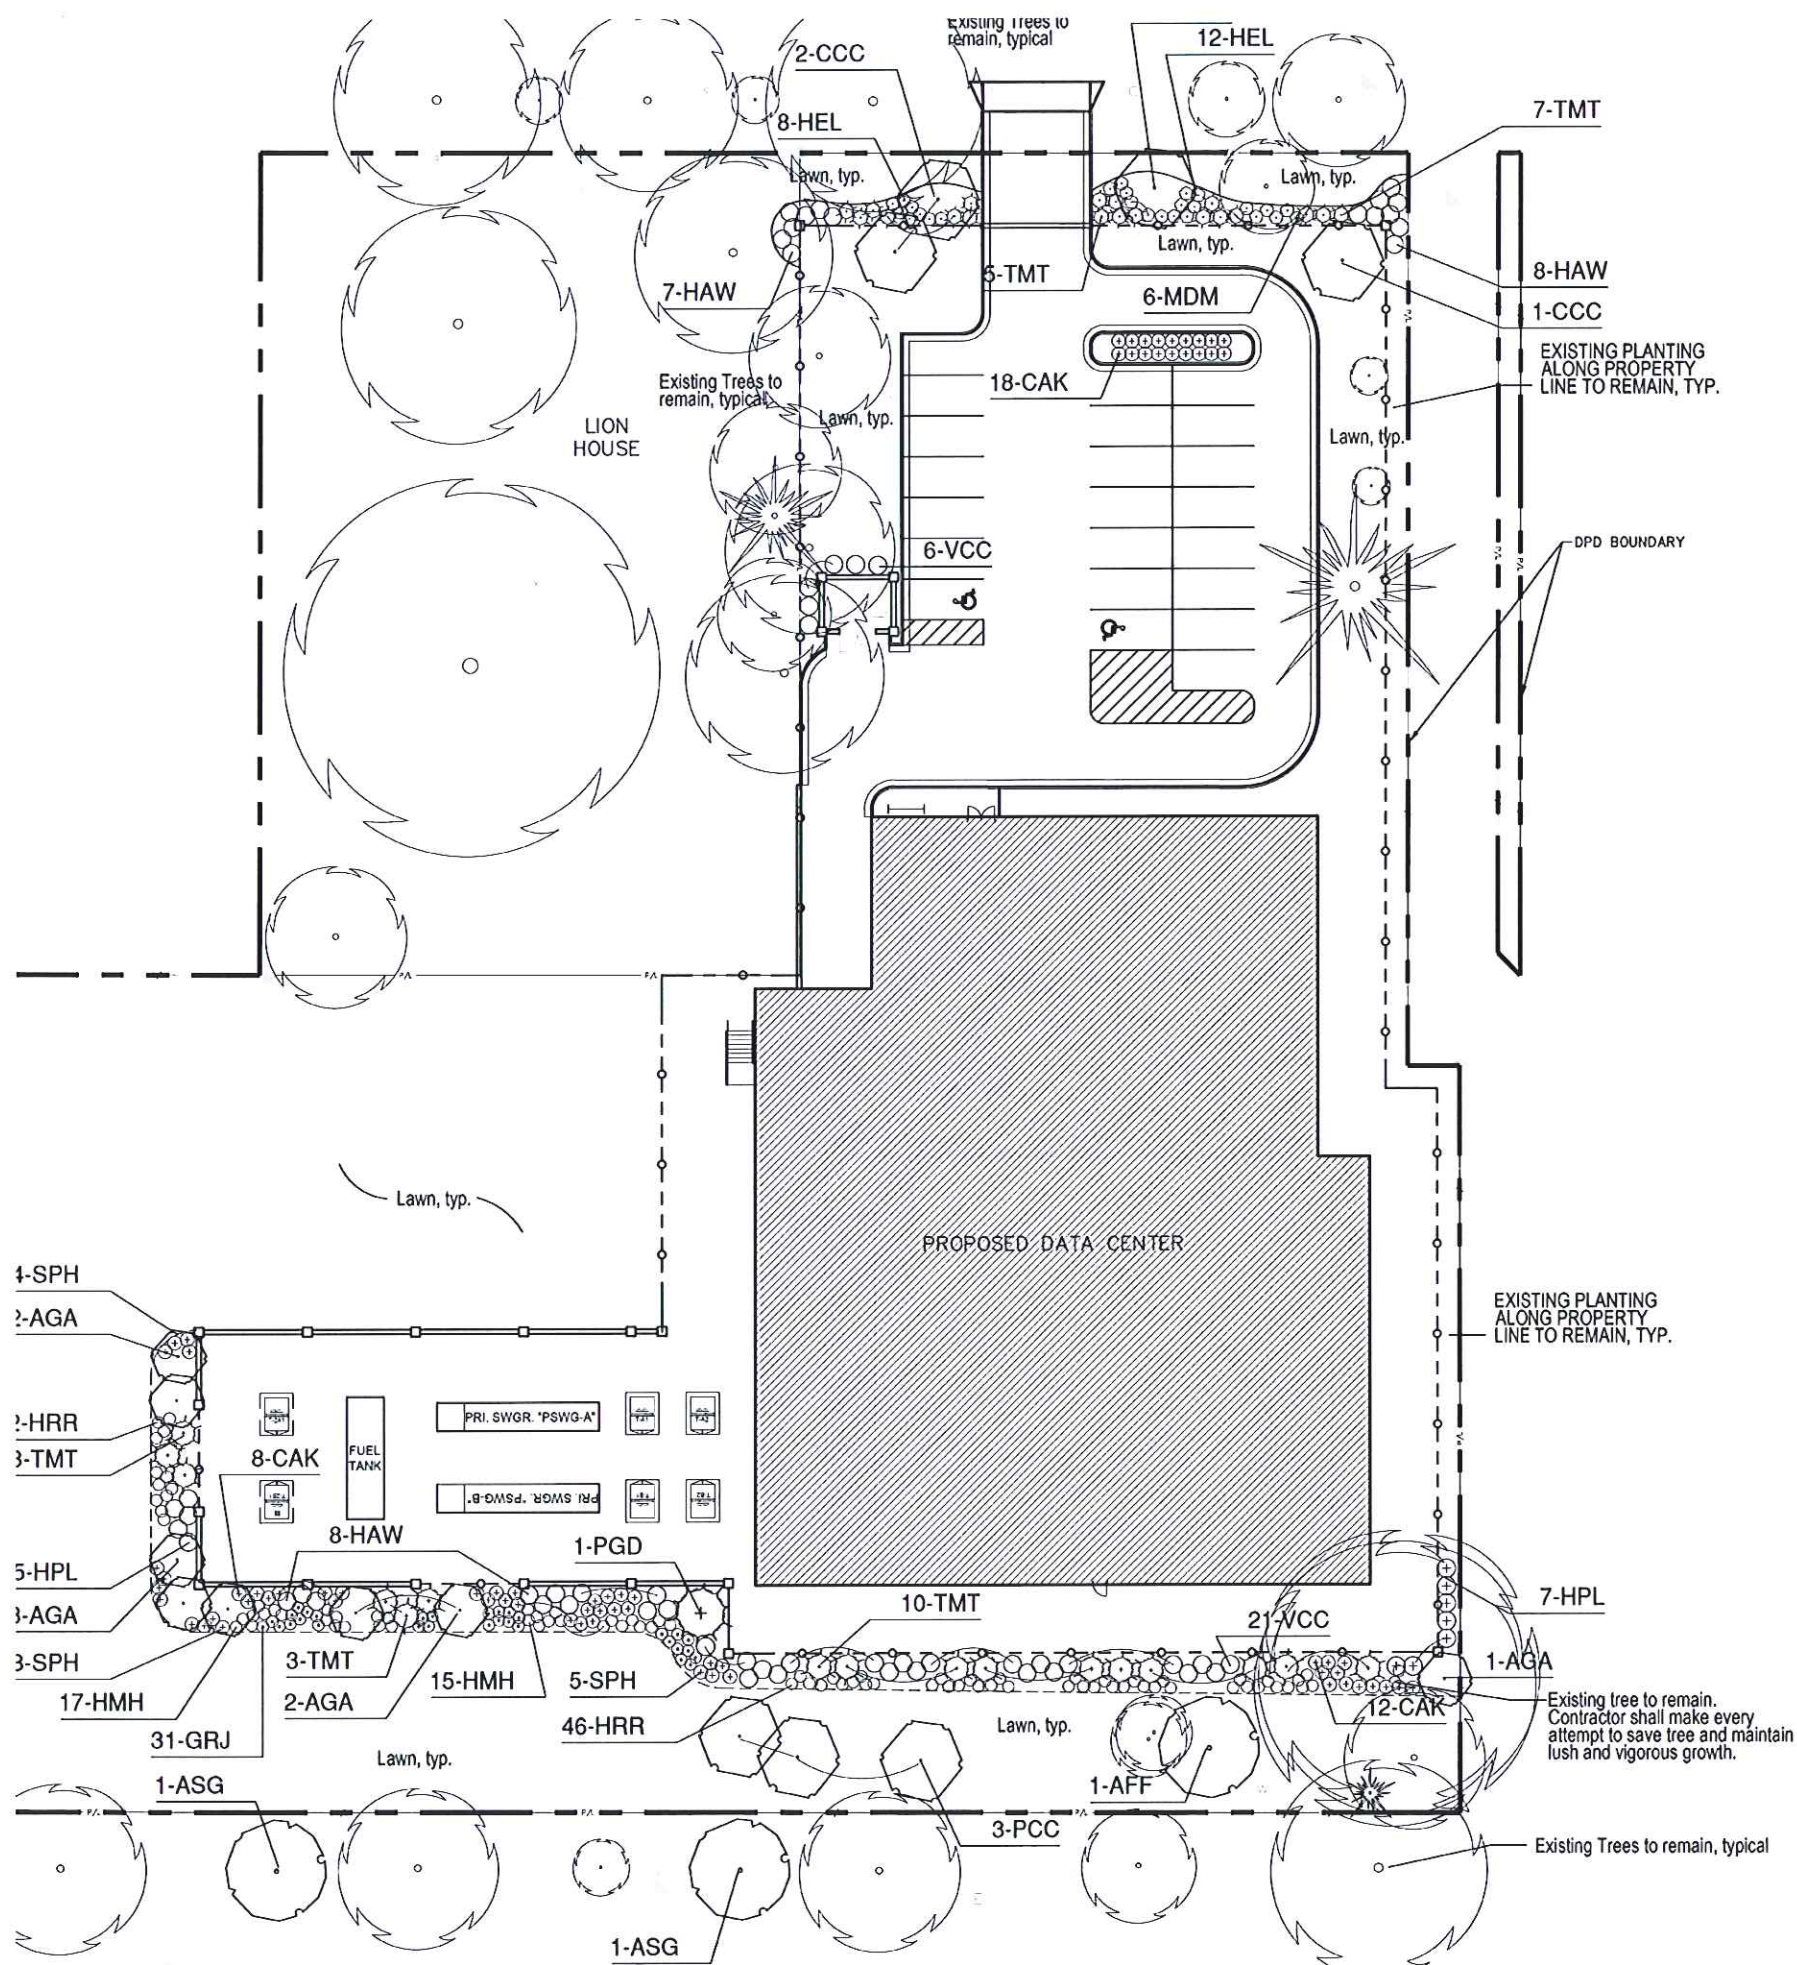 Existing Trees to
remain, typical
12-HEL
2-CCC
7-TMT
8-HEL
Lawn, typ.
Lawn, typ.
Lawn, typ.
5-TMT
8-HAW
7-HAW
6-MDM
1-CCC
EXISTING PLANTING
ALONG PROPERTY
LINE TO REMAIN, TYP.
Existing Trees to
remain, typical
18-CAK
LION
HOUSE
Lawn, typ.
Lawn, typ.
6-VCC
DPD BOUNDARY
Lawn, typ.
PROPOSED DATA CENTER
-SPH
-AGA
EXISTING PLANTING
ALONG PROPERTY
LINE TO REMAIN, TYP.
-HRR
-TMT
8-CAK
FUEL
TANK
PRI. SWGR. "PSWG-A"
PRI. SWGR. "PSWG-B"
8-HAW
1-PGD
-HPL
-AGA
-SPH
10-TMT
7-HPL
21-VCC
3-TMT
15-HMH
5-SPH
1-AGA
17-HMH
2-AGA
46-HRR
12-CAK
Existing tree to remain.
Contractor shall make every
attempt to save tree and maintain
lush and vigorous growth.
31-GRJ
Lawn, typ.
Lawn, typ.
1-ASG
1-AFF
3-PCC
Existing Trees to remain, typical
1-ASG